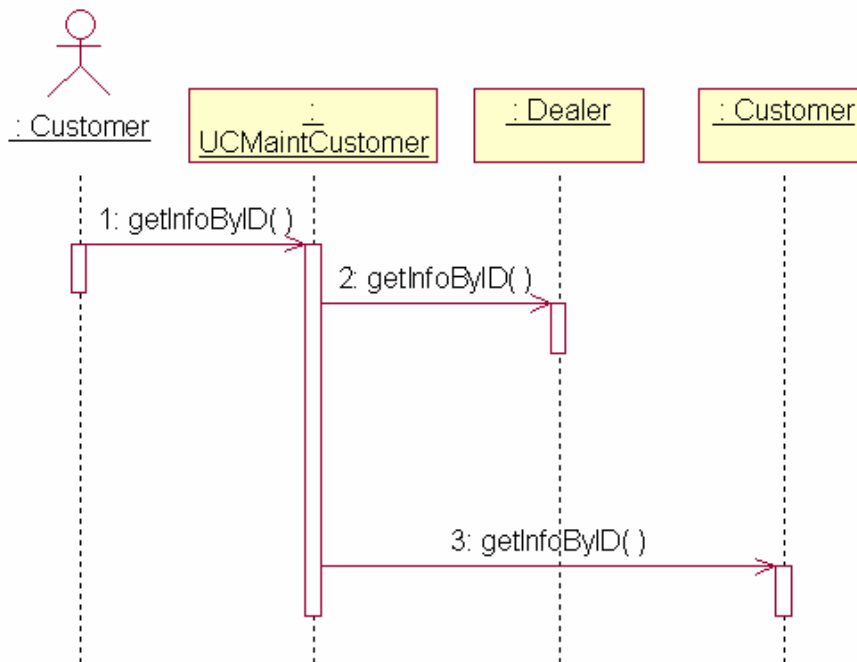 : Customer
:
UCMaintCustomer
: Dealer
: Customer
1: getInfoByID( )
2: getInfoByID( )
3: getInfoByID( )